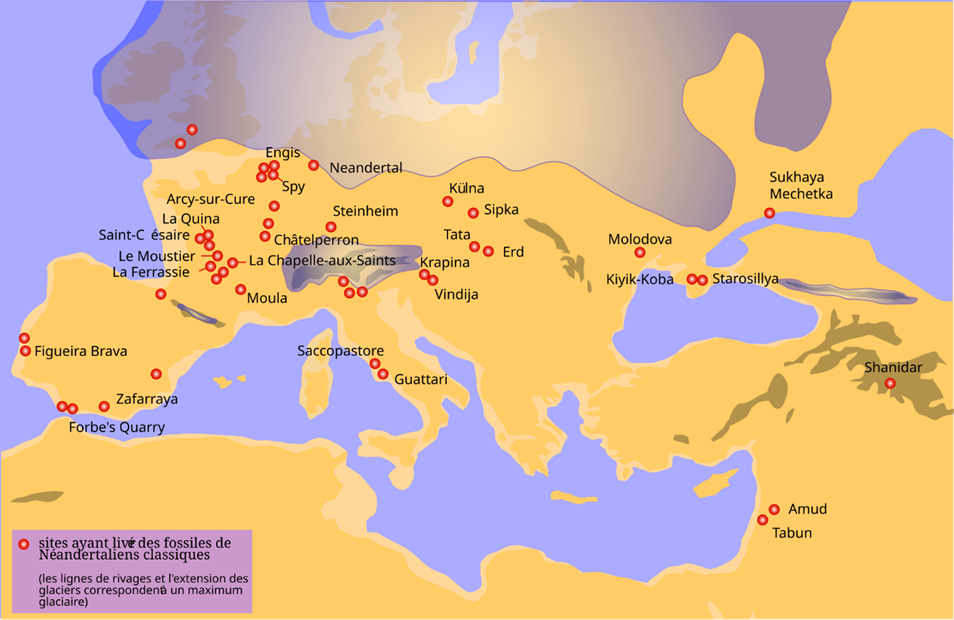 Engis
Neandertal
Spy
Sukhaya
Mechetka
Külna
Arcy-sur-Cure
Sipka
Steinheim
La Quina
Saint-C ésaire
Châtelperron
Tata
Molodova
Erd
Le Moustier
La Chapelle-aux-Saints
Krapina
La Ferrassie
Kiyik-Koba
Starosillya
Moula
Vindija
Figueira Brava
Saccopastore
Guattari
Shanidar
Zafarraya
Forbe's Quarry
Amud
Tabun
sites ayant livré des fossiles de
Néandertaliens classiques
(les lignes de rivages et l'extension des
glaciers correspondent à un maximum
glaciaire)